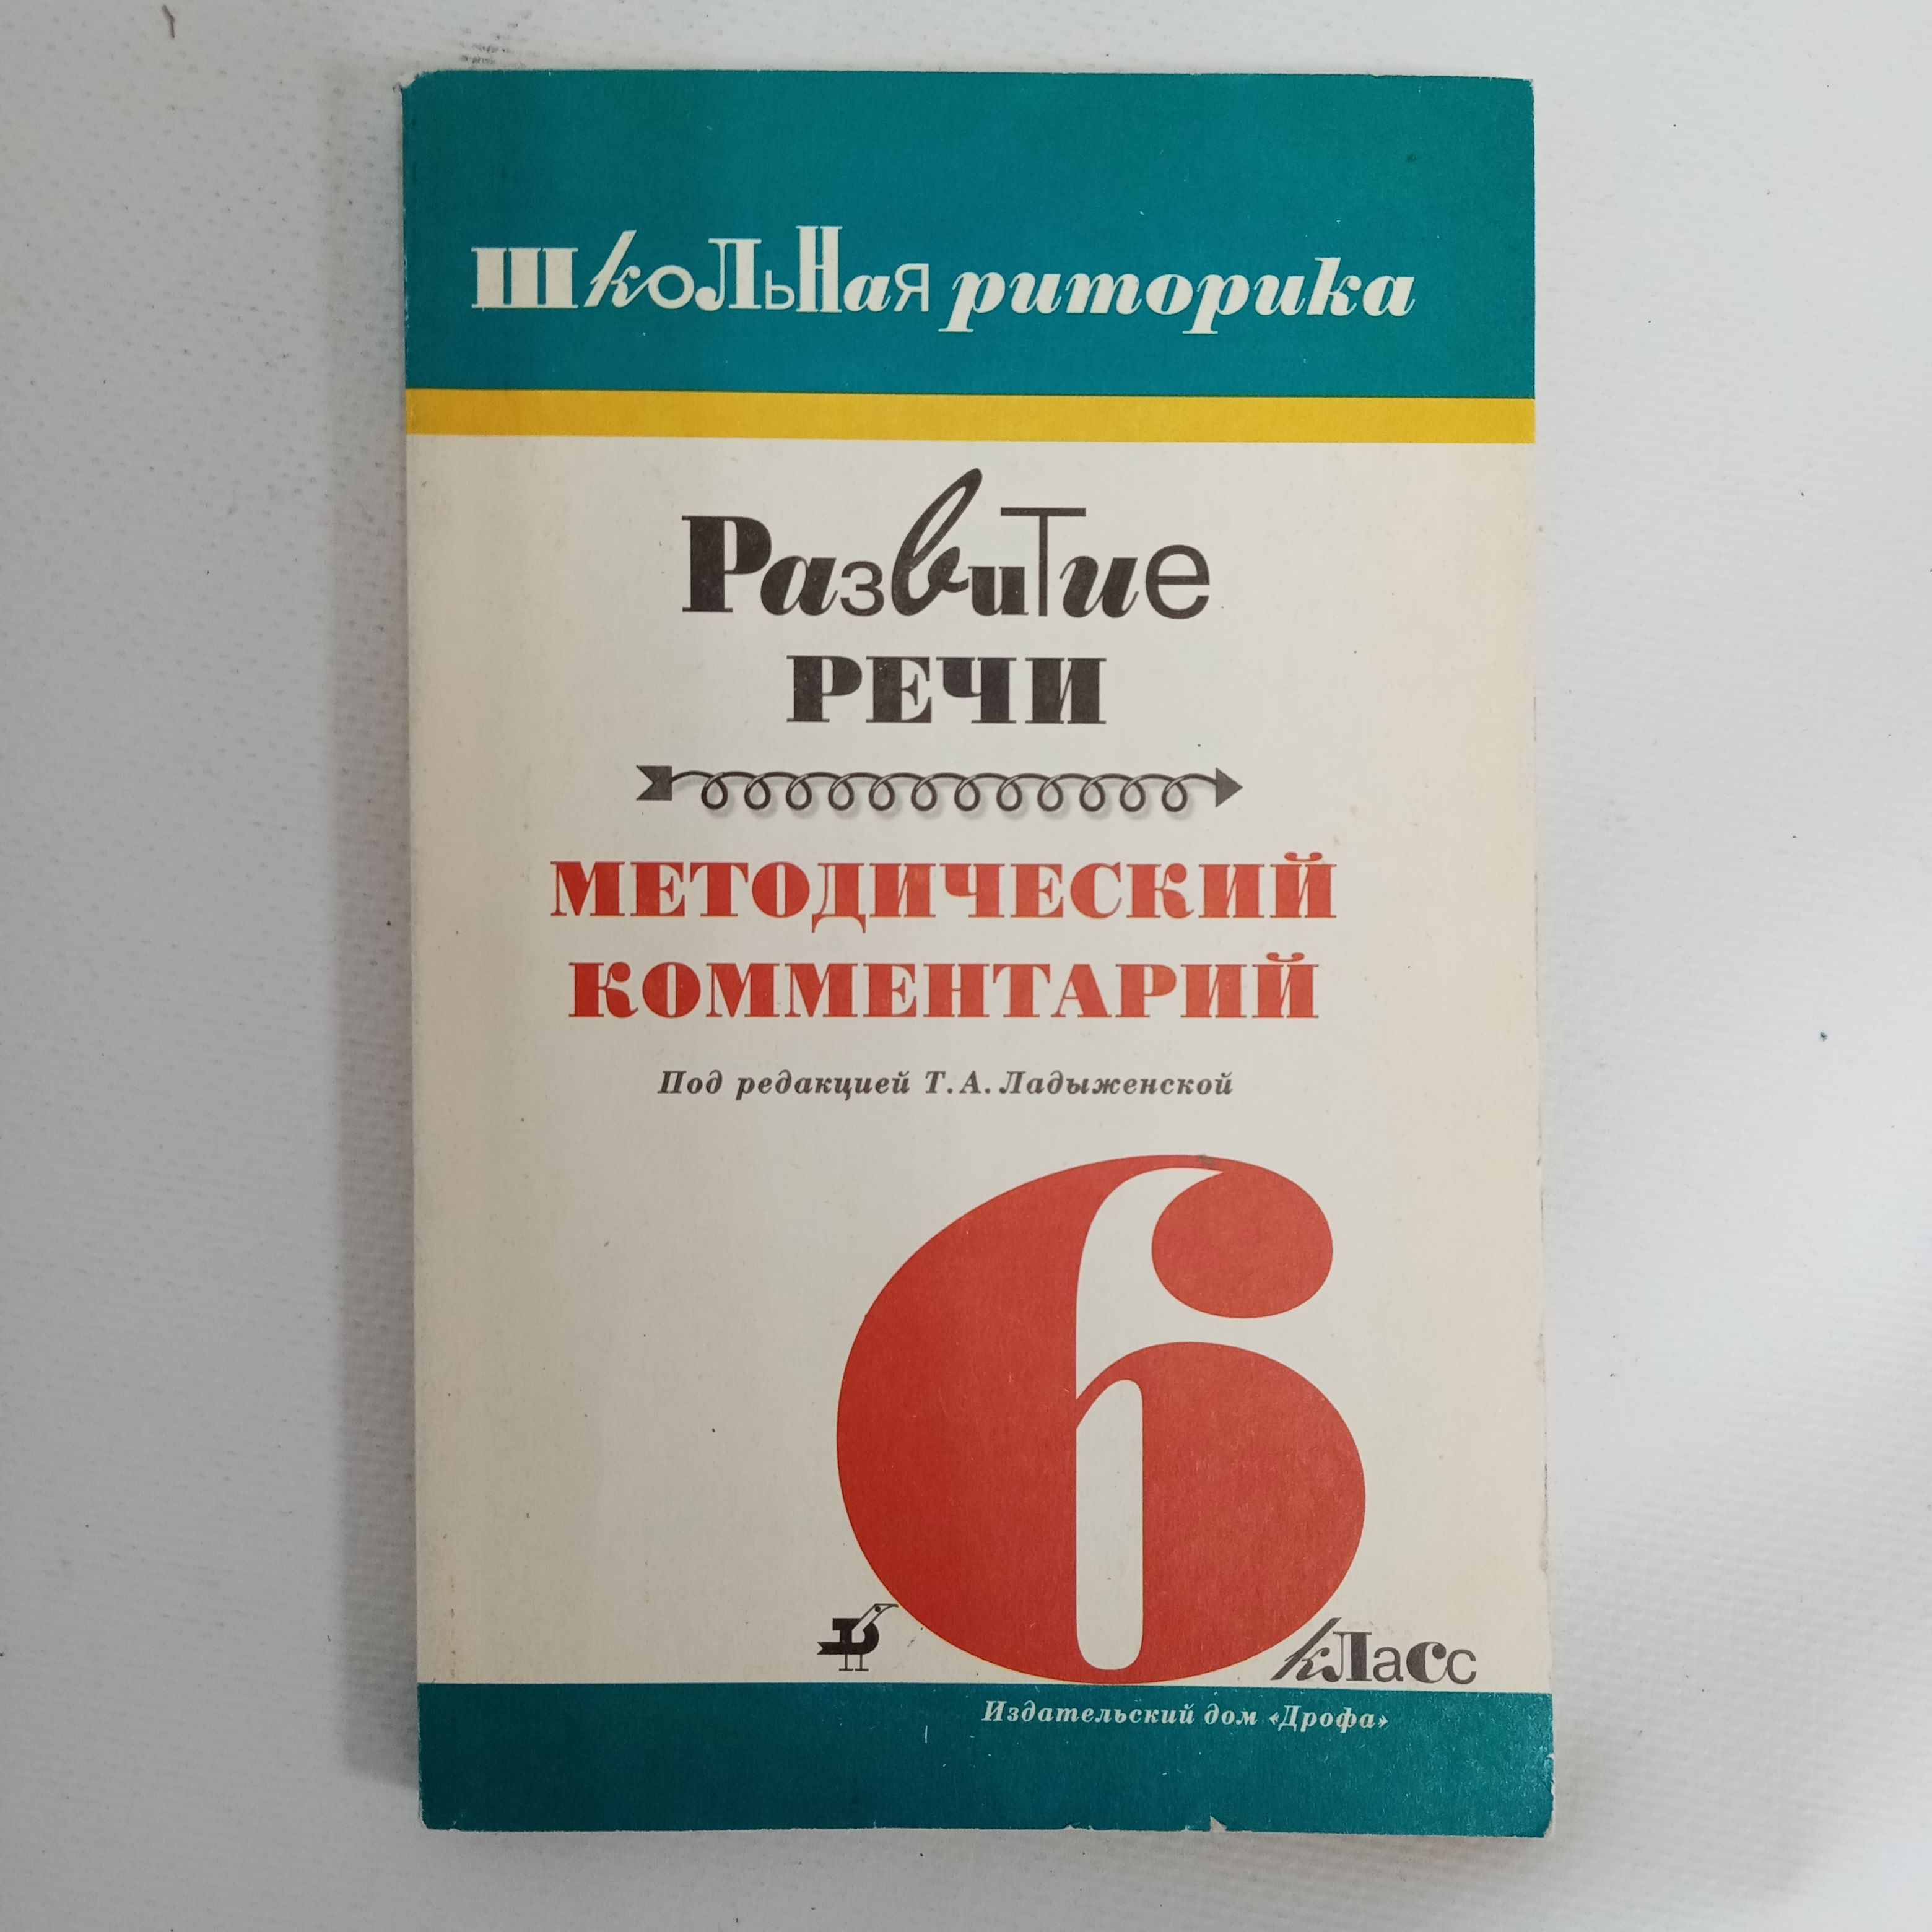 Школьная риторика
Развитие
РЕЧИ
МЕТОДИЧЕСКИЙ
КОММЕНТАРИЙ
Под редакцией Т.А. Ладыженской
6
класс
Издательский дом «Дрофа»